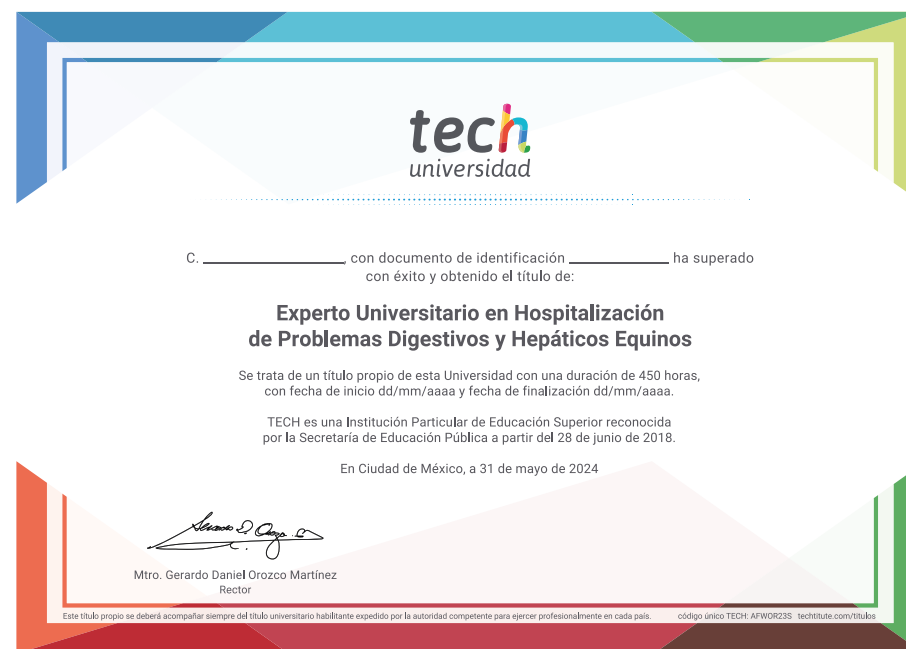 tech
universidad
C. ____________________, con documento de identificación ______________ ha superado
con éxito y obtenido el título de:
Experto Universitario en Hospitalización
de Problemas Digestivos y Hepáticos Equinos
Se trata de un título propio de esta Universidad con una duración de 450 horas,
con fecha de inicio dd/mm/aaaa y fecha de finalización dd/mm/aaaa.
TECH es una Institución Particular de Educación Superior reconocida
por la Secretaría de Educación Pública a partir del 28 de junio de 2018.
En Ciudad de México, a 31 de mayo de 2024
Mtro. Gerardo Daniel Orozco Martínez
Rector
Este título propio se deberá acompañar siempre del título universitario habilitante expedido por la autoridad competente para ejercer profesionalmente en cada país. código único TECH: AFWOR23S techtitute.com/titulos